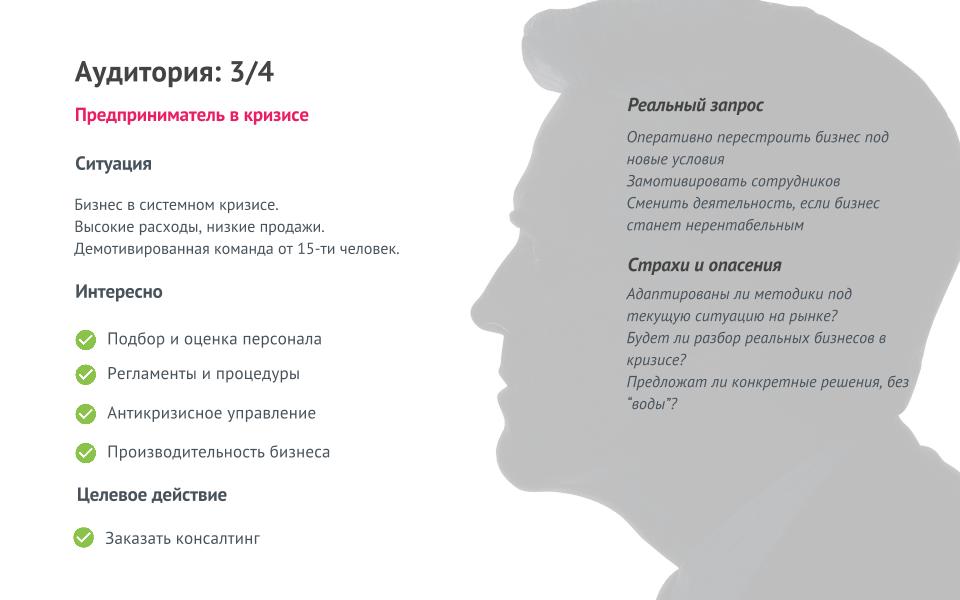 Аудитория: 3/4
Предприниматель в кризисе
Ситуация
Бизнес в системном кризисе.
Высокие расходы, низкие продажи.
Демотивированная команда от 15-ти человек.
Интересно
Подбор и оценка персонала
Регламенты и процедуры
Антикризисное управление
Производительность бизнеса
Целевое действие
Заказать консалтинг
Реальный запрос
Оперативно перестроить бизнес под
новые условия
Замотивировать сотрудников
Сменить деятельность, если бизнес
станет нерентабельным
Страхи и опасения
Адаптированы ли методики под
текущую ситуацию на рынке?
Будет ли разбор реальных бизнесов в
кризисе?
Предложат ли конкретные решения, без
“воды”?